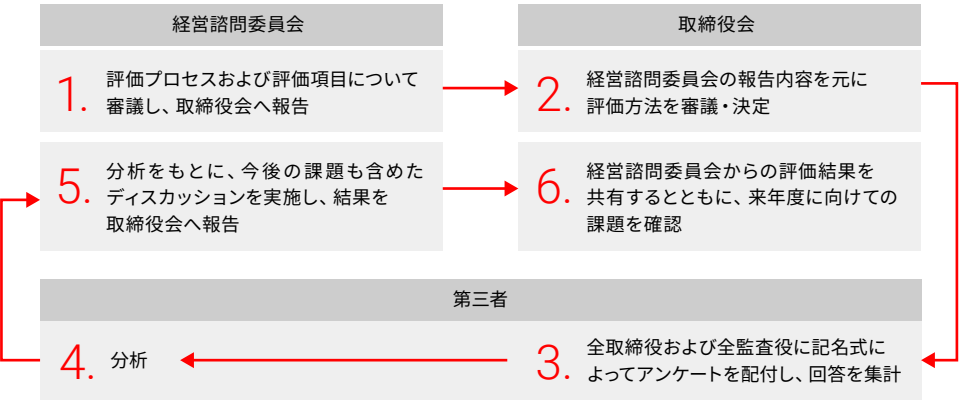 経営諮問委員会
取締役会
1. 評価プロセスおよび評価項目について
審議し、取締役会へ報告
2. 経営諮問委員会の報告内容を元に
評価方法を審議・決定
5. 分析をもとに、今後の課題も含めた
ディスカッションを実施し、結果を
取締役会へ報告
6. 経営諮問委員会からの評価結果を
共有するとともに、来年度に向けての
課題を確認
第三者
4. 分析
3. 全取締役および全監査役に記名式に
よってアンケートを配付し、回答を集計